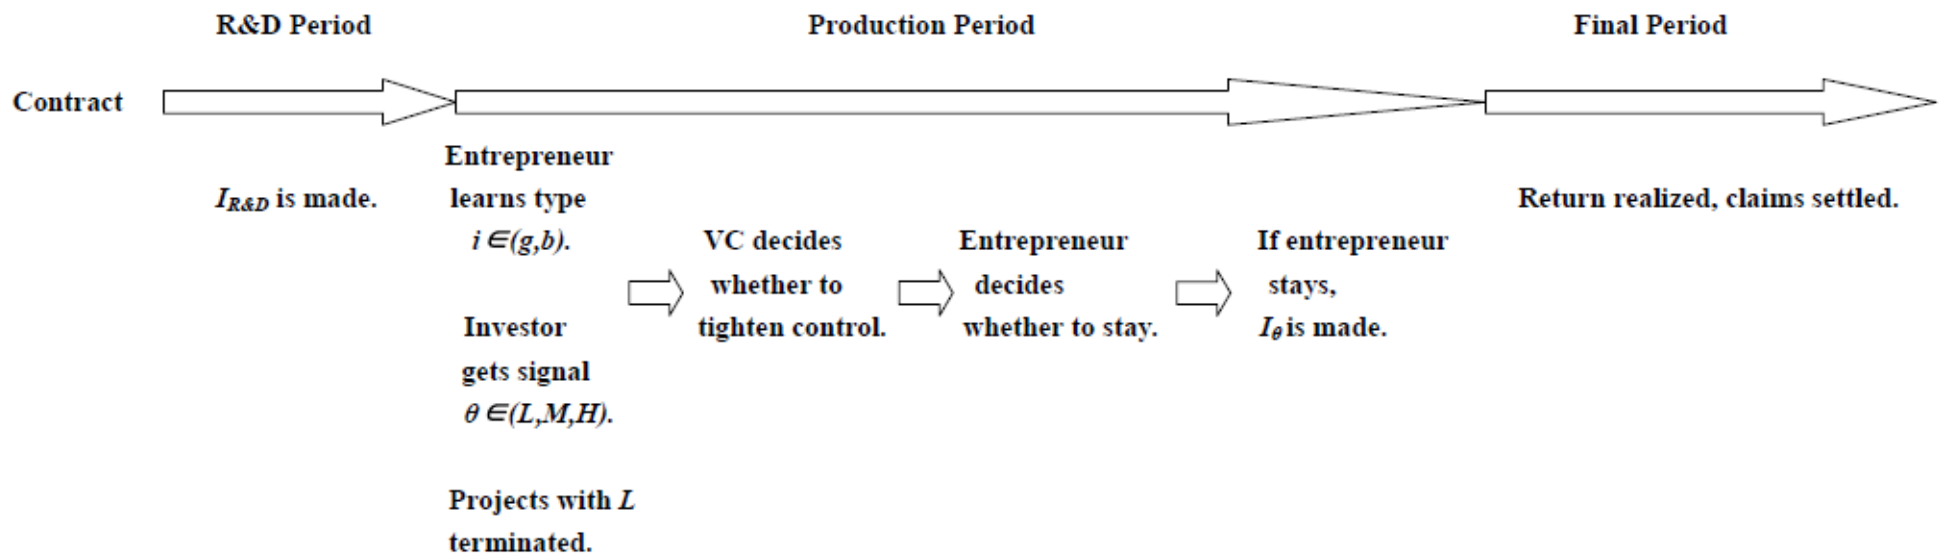 R&D Period
Production Period
Final Period
Contract
I_{R&D} is made.
Entrepreneur
learns type
i ∈(g,b).
Investor
gets signal
θ ∈(L,M,H).
Projects with L
terminated.
VC decides
whether to
tighten control.
Entrepreneur
decides
whether to stay.
If entrepreneur
stays,
I_θ is made.
Return realized, claims settled.